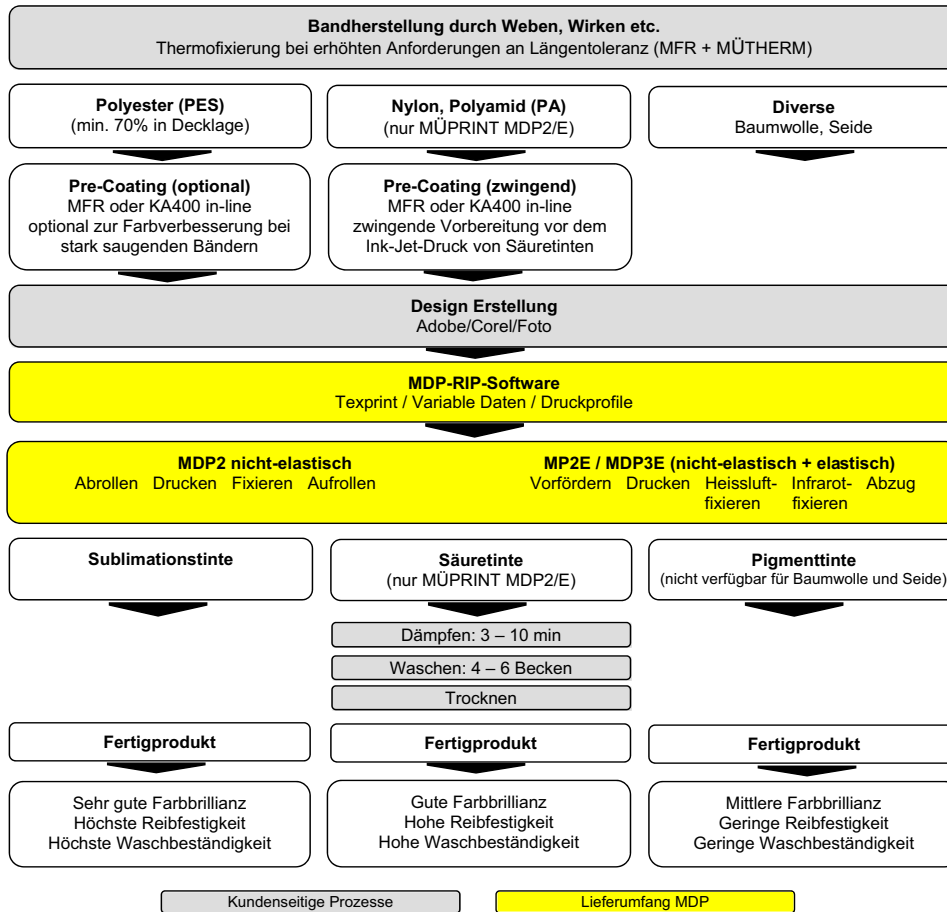 Bandherstellung durch Weben, Wirken etc.
Thermofixierung bei erhöhten Anforderungen an Längentoleranz (MFR + MÜTHERM)
Polyester (PES)
(min. 70% in Decklage)
Nylon, Polyamid (PA)
(nur MÜPRINT MDP2/E)
Diverse
Baumwolle, Seide
Pre-Coating (optional)
MFR oder KA400 in-line
optional zur Farbverbesserung bei
stark saugenden Bändern
Pre-Coating (zwingend)
MFR oder KA400 in-line
zwingende Vorbereitung vor dem
Ink-Jet-Druck von Säuretinten
Design Erstellung
Adobe/Corel/Foto
MDP-RIP-Software
Texprint / Variable Daten / Druckprofile
MDP2 nicht-elastisch
Abrollen Drucken Fixieren Aufrollen
MP2E / MDP3E (nicht-elastisch + elastisch)
Vorfördern Drucken Heissluft- Infrarot- Abzug
fixieren fixieren
Sublimationstinte
Säuretinte
(nur MÜPRINT MDP2/E)
Pigmenttinte
(nicht verfügbar für Baumwolle und Seide)
Dämpfen: 3 – 10 min
Waschen: 4 – 6 Becken
Trocknen
Fertigprodukt
Fertigprodukt
Fertigprodukt
Sehr gute Farbbrillianz
Höchste Reibfestigkeit
Höchste Waschbeständigkeit
Gute Farbbrillianz
Hohe Reibfestigkeit
Hohe Waschbeständigkeit
Mittlere Farbbrillianz
Geringe Reibfestigkeit
Geringe Waschbeständigkeit
Kundenseitige Prozesse
Lieferumfang MDP